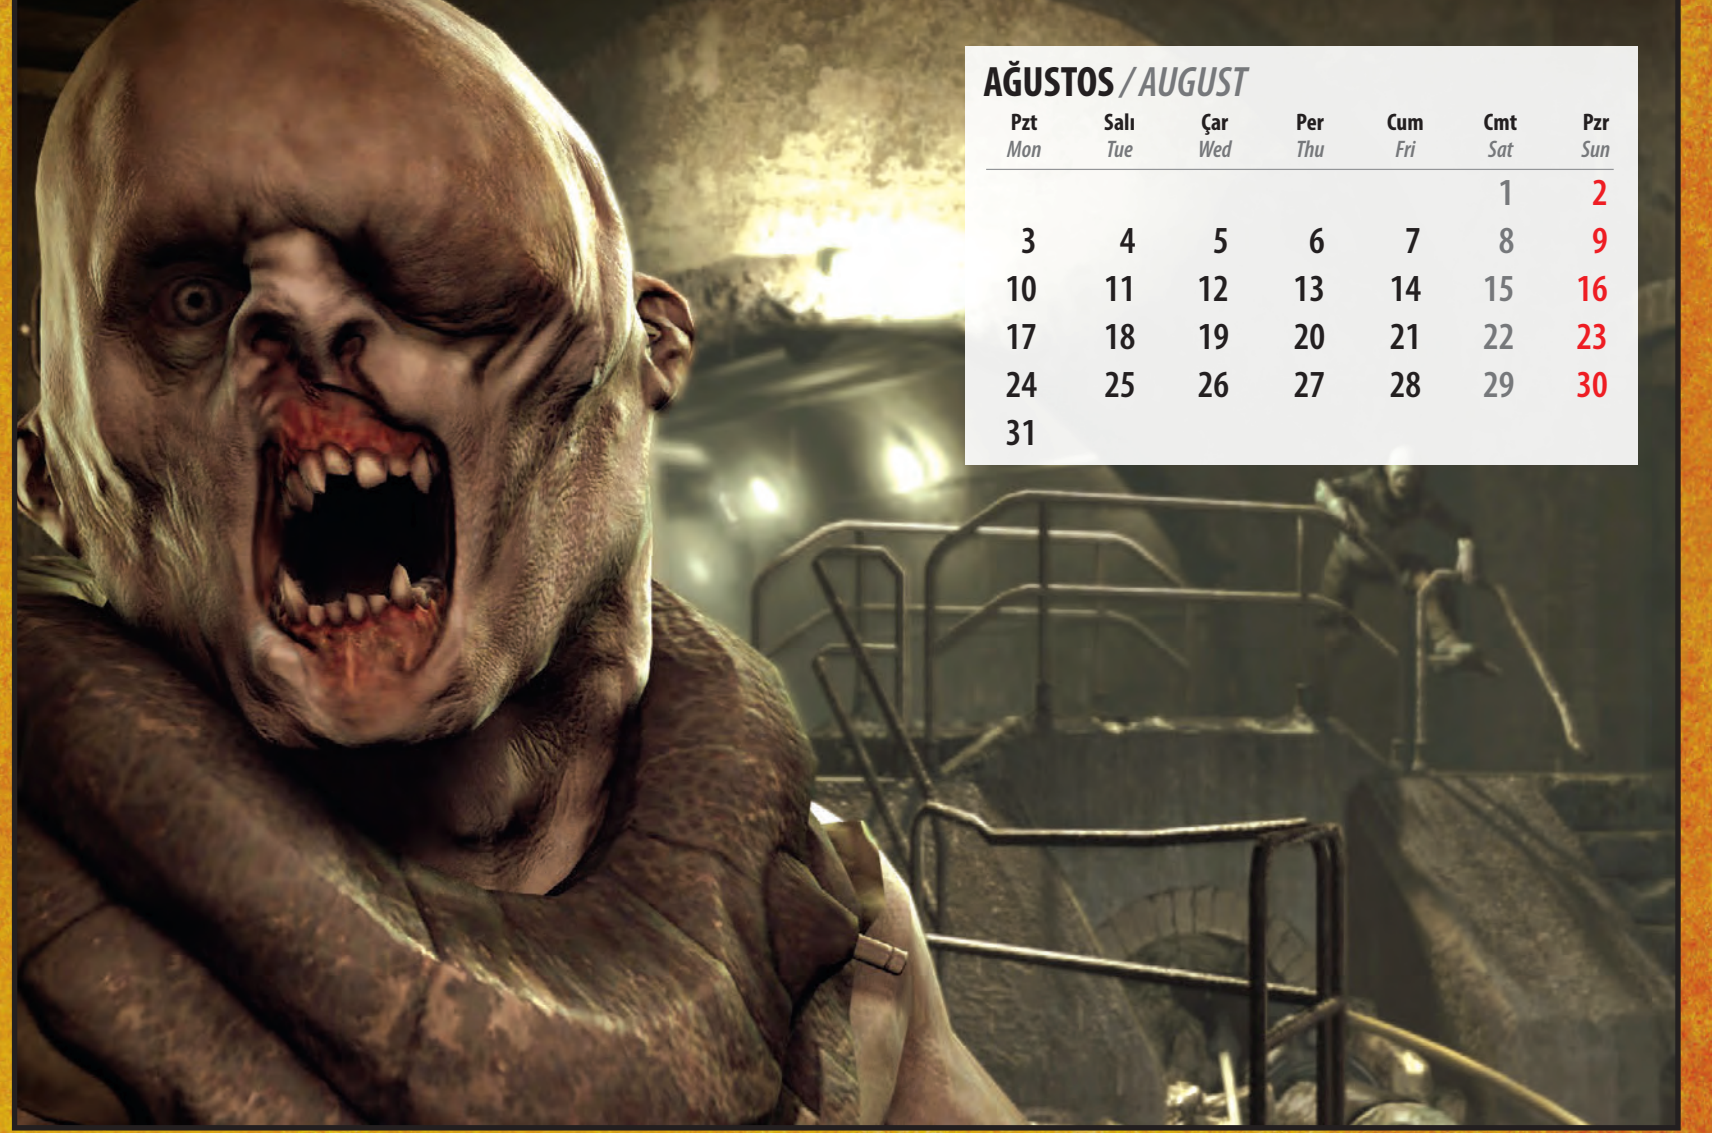 AĞUSTOS / AUGUST
Pzt Salı Çar Per Cum Cmt Pzr
Mon Tue Wed Thu Fri Sat Sun
1 2
3 4 5 6 7 8 9
10 11 12 13 14 15 16
17 18 19 20 21 22 23
24 25 26 27 28 29 30
31